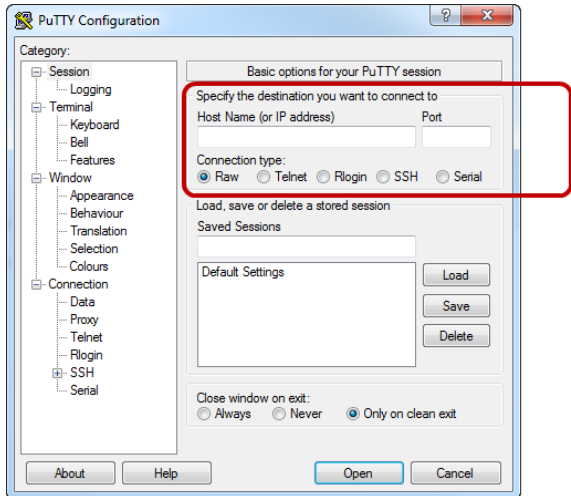 PuTTY Configuration
Category:
Session
Logging
Terminal
Keyboard
Bell
Features
Window
Appearance
Behaviour
Translation
Selection
Colours
Connection
Data
Proxy
Telnet
Rlogin
SSH
Serial
Basic options for your PuTTY session
Specify the destination you want to connect to
Host Name (or IP address) Port
Connection type:
Raw Telnet Rlogin SSH Serial
Load, save or delete a stored session
Saved Sessions
Default Settings
Load
Save
Delete
Close window on exit:
Always Never Only on clean exit
About Help Open Cancel